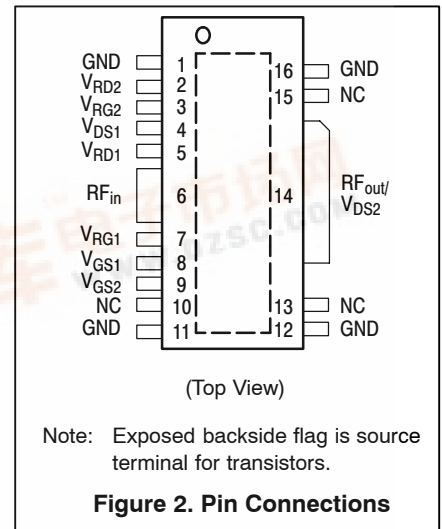 GND 1 16 GND
VRD2 2 15 NC
VRG2 3
VDS1 4
VRD1 5
RFin 6 14 RFout/
VDS2
VRG1 7
VGS1 8
VGS2 9
NC 10 13 NC
GND 11 12 GND
(Top View)
Note: Exposed backside flag is source
terminal for transistors.
Figure 2. Pin Connections